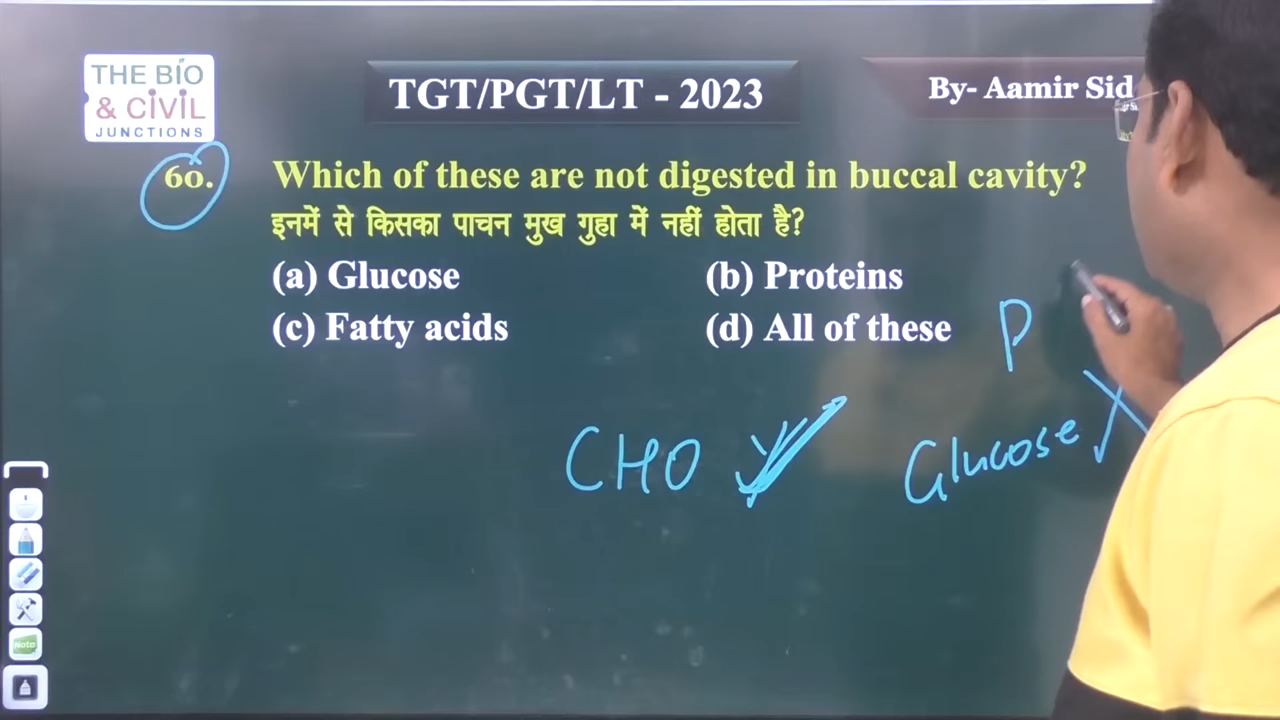 THE BIO
& CIVIL
JUNCTIONS
TGT/PGT/LT - 2023
By- Aamir Sid
60. Which of these are not digested in buccal cavity?
इनमें से किसका पाचन मुख गुहा में नहीं होता है?
(a) Glucose (b) Proteins
(c) Fatty acids (d) All of these
P
CHO
Glucose
Note